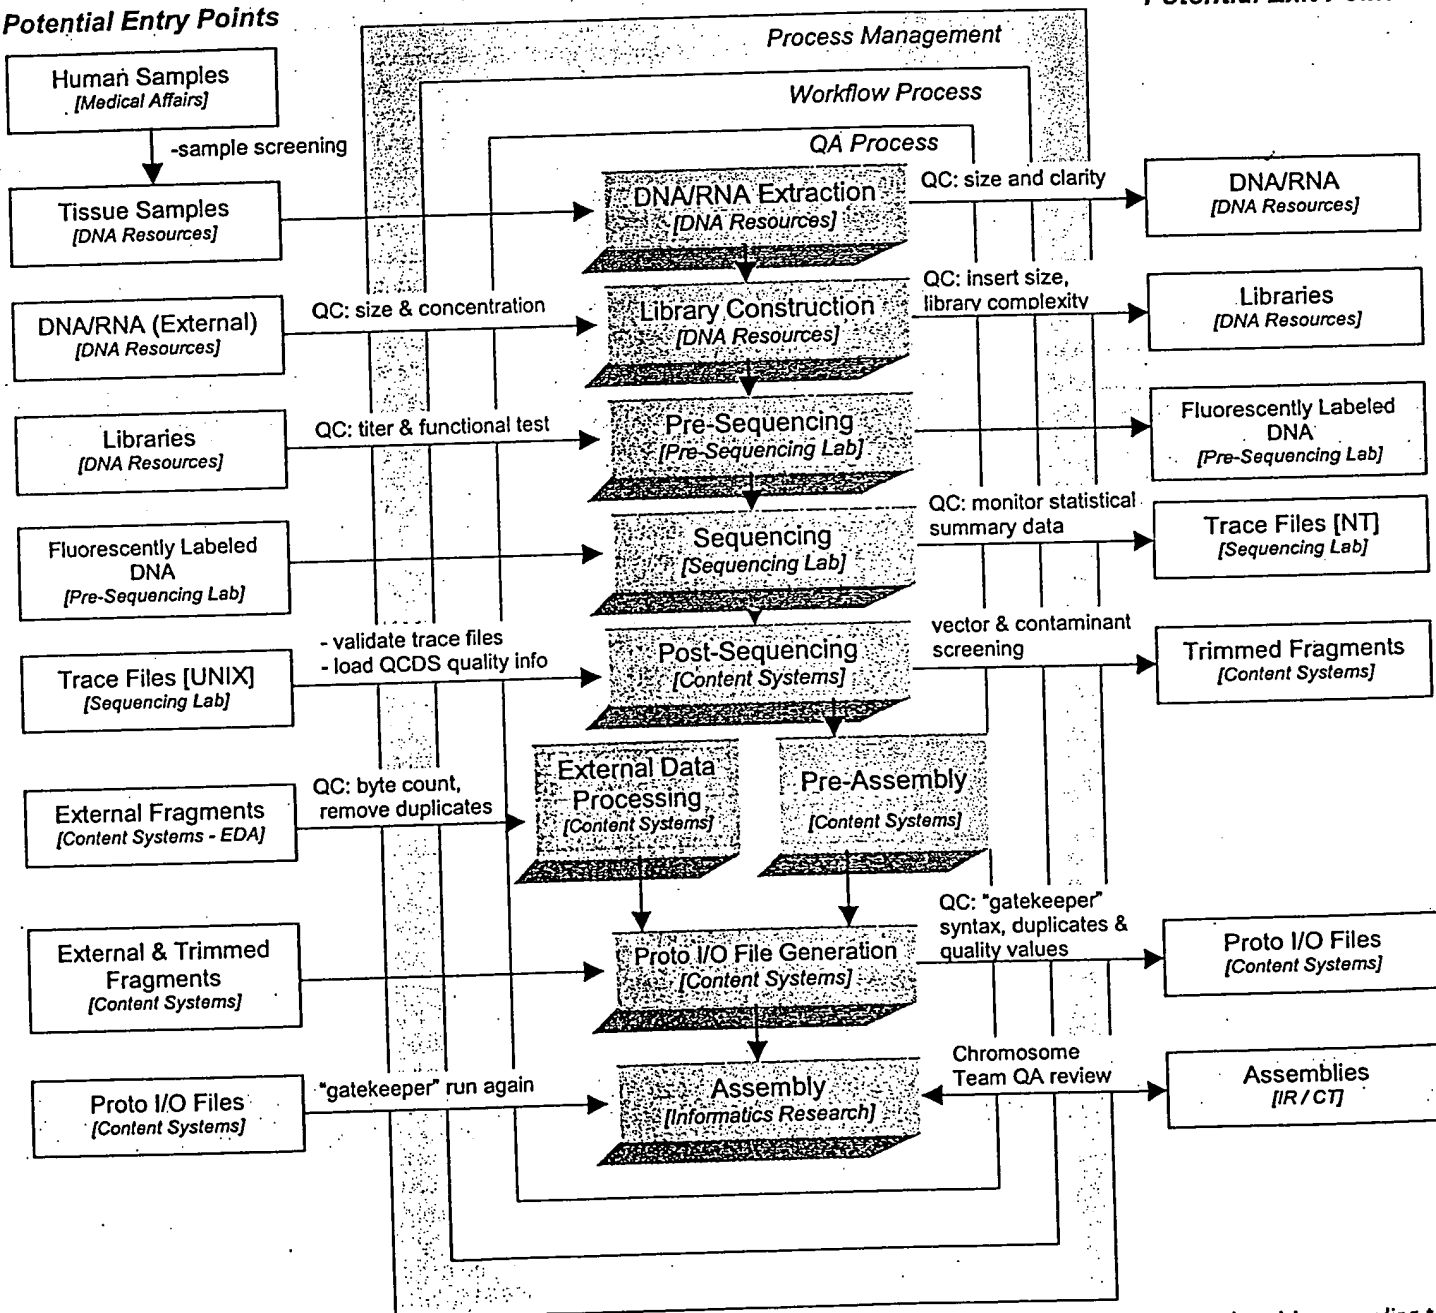 Potential Entry Points
Process Management
Workflow Process
QA Process
Human Samples
[Medical Affairs]
-sample screening
Tissue Samples
[DNA Resources]
DNA/RNA Extraction
[DNA Resources]
QC: size and clarity
DNA/RNA
[DNA Resources]
DNA/RNA (External)
[DNA Resources]
QC: size & concentration
Library Construction
[DNA Resources]
QC: insert size,
library complexity
Libraries
[DNA Resources]
Libraries
[DNA Resources]
QC: titer & functional test
Pre-Sequencing
[Pre-Sequencing Lab]
Fluorescently Labeled
DNA
[Pre-Sequencing Lab]
Fluorescently Labeled
DNA
[Pre-Sequencing Lab]
Sequencing
[Sequencing Lab]
QC: monitor statistical
summary data
Trace Files [NT]
[Sequencing Lab]
Trace Files [UNIX]
[Sequencing Lab]
- validate trace files
- load QCDS quality info
Post-Sequencing
[Content Systems]
vector & contaminant
screening
Trimmed Fragments
[Content Systems]
External Fragments
[Content Systems - EDA]
QC: byte count,
remove duplicates
External Data
Processing
[Content Systems]
Pre-Assembly
[Content Systems]
External & Trimmed
Fragments
[Content Systems]
Proto I/O File Generation
[Content Systems]
QC: "gatekeeper"
syntax, duplicates &
quality values
Proto I/O Files
[Content Systems]
Proto I/O Files
[Content Systems]
"gatekeeper" run again
Assembly
[Informatics Research]
Chromosome
Team QA review
Assemblies
[IR / CT]